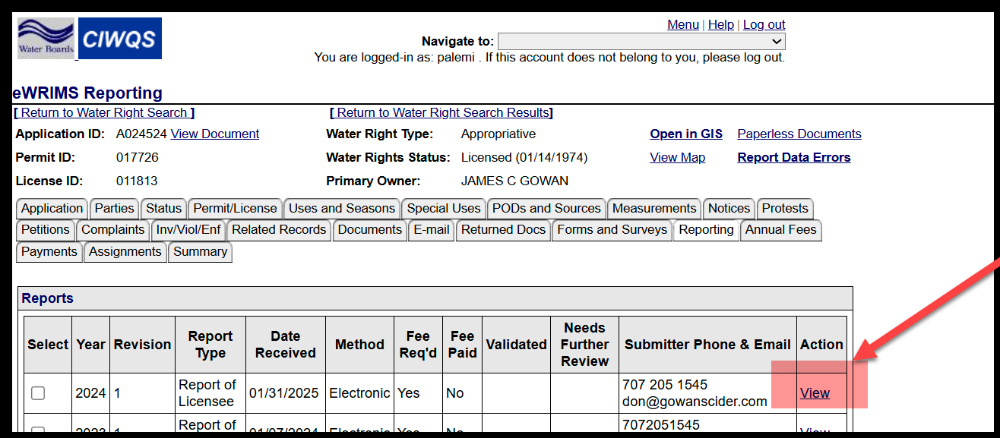 Water Boards CIWQS
Menu | Help | Log out
Navigate to:
You are logged-in as: palemi . If this account does not belong to you, please log out.
eWRIMS Reporting
[ Return to Water Right Search ] [ Return to Water Right Search Results]
Application ID: A024524 View Document Water Right Type: Appropriative Open in GIS Paperless Documents
Permit ID: 017726 Water Rights Status: Licensed (01/14/1974) View Map Report Data Errors
License ID: 011813 Primary Owner: JAMES C GOWAN
Application Parties Status Permit/License Uses and Seasons Special Uses PODs and Sources Measurements Notices Protests
Petitions Complaints Inv/Viol/Enf Related Records Documents E-mail Returned Docs Forms and Surveys Reporting Annual Fees
Payments Assignments Summary
Reports
Select Year Revision Report Type Date Received Method Fee Req'd Fee Paid Validated Needs Further Review Submitter Phone & Email Action
2024 1 Report of Licensee 01/31/2025 Electronic Yes No 707 205 1545 don@gowanscider.com View
2023 1 Report of 01/07/2024 Electronic Yes No 7072051545 View